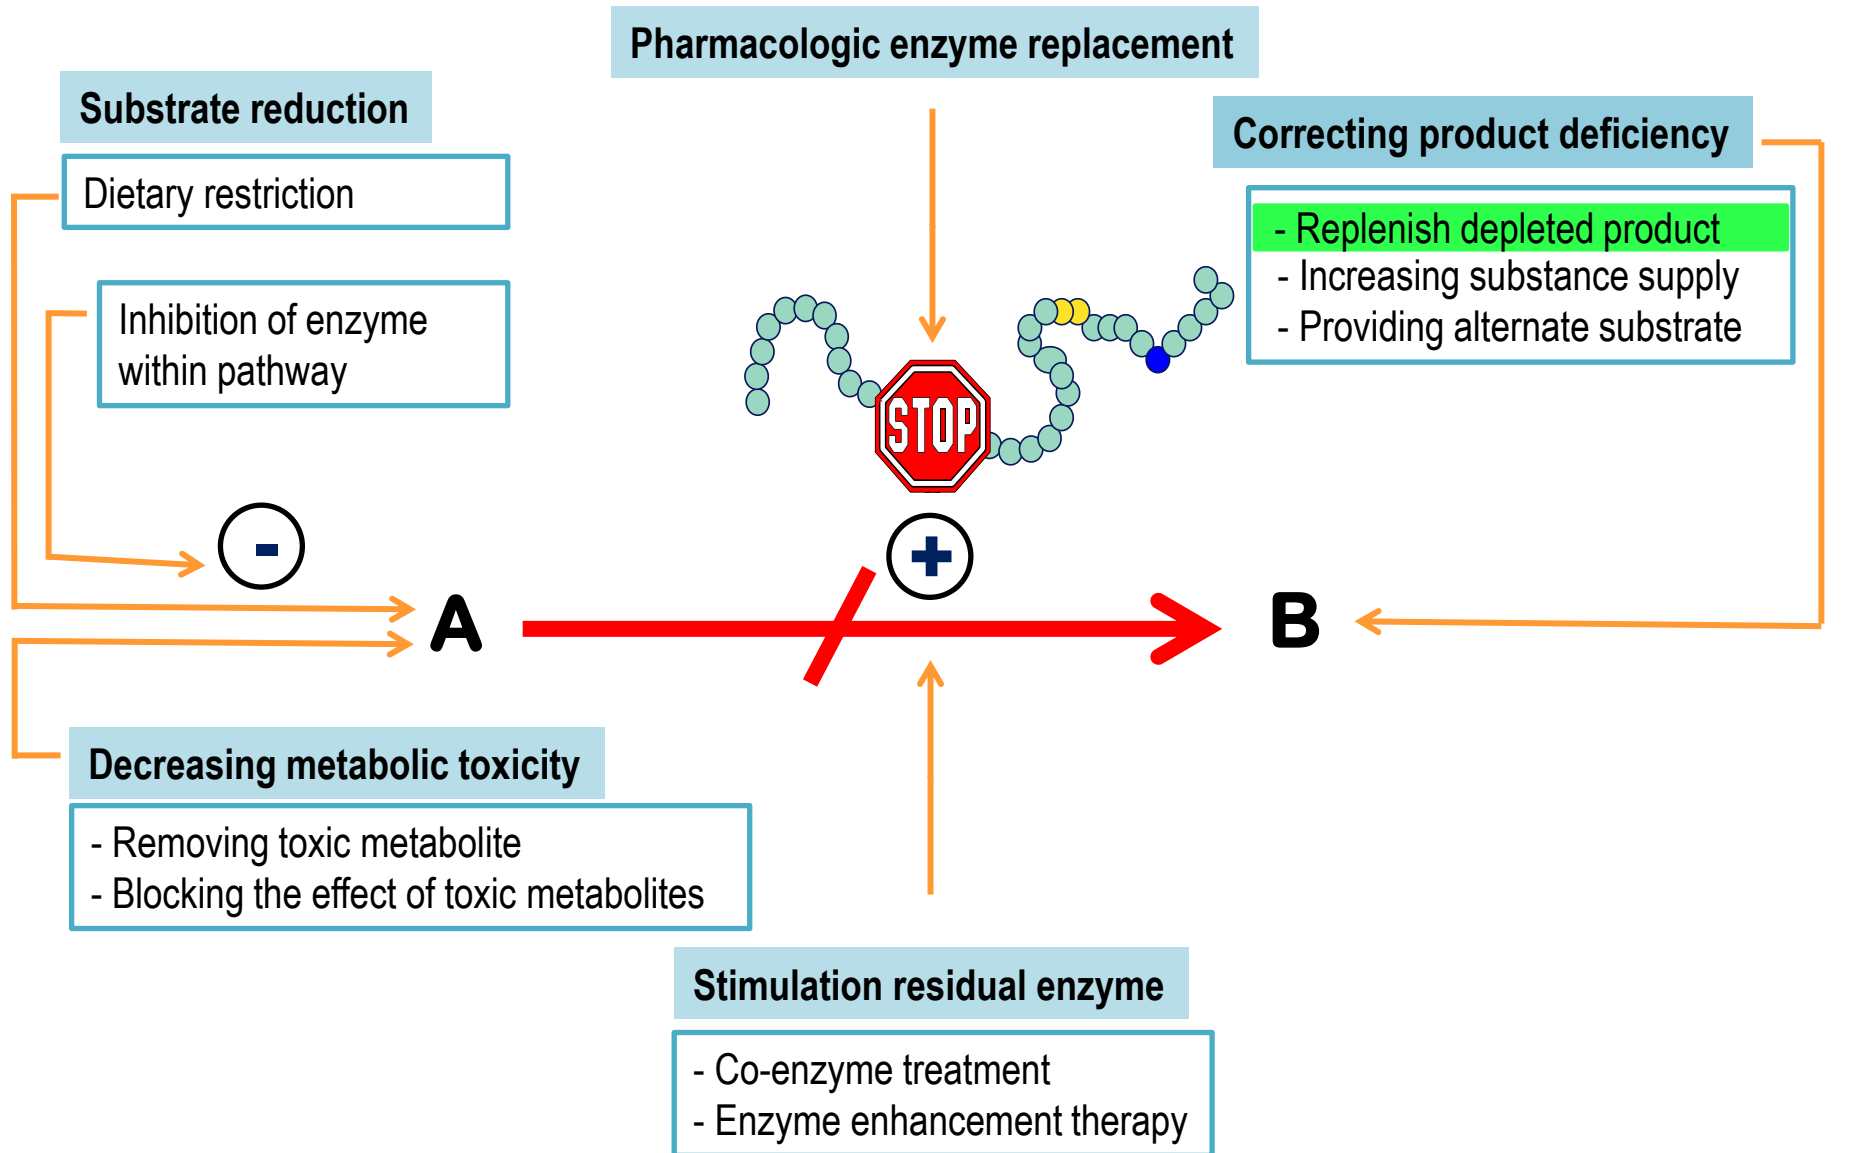 Pharmacologic enzyme replacement
Substrate reduction
Dietary restriction
Inhibition of enzyme
within pathway
Correcting product deficiency
- Replenish depleted product
- Increasing substance supply
- Providing alternate substrate
STOP
-
+
A
B
Decreasing metabolic toxicity
- Removing toxic metabolite
- Blocking the effect of toxic metabolites
Stimulation residual enzyme
- Co-enzyme treatment
- Enzyme enhancement therapy